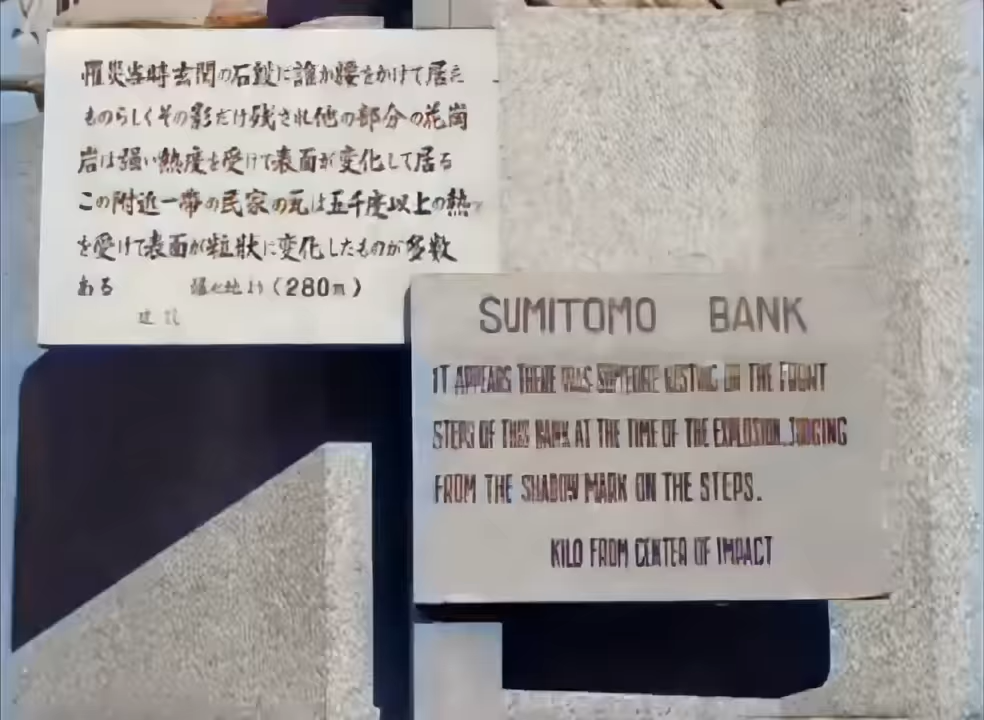 罹災当時玄関の石段に誰か腰をかけて居た
ものらしくその影だけ残され他の部分の花崗
岩は強い熱度を受けて表面が変化して居る
この附近一帯の民家の瓦は五千度以上の熱
を受けて表面が粒状に変化したものが多数
ある
より(280m)
SUMITOMO BANK
IT APPEARS THERE WAS SOMEONE RESTING ON THE FRONT
STEPS OF THIS BANK AT THE TIME OF THE EXPLOSION. JUDGING
FROM THE SHADOW MARK ON THE STEPS.
KILO FROM CENTER OF IMPACT